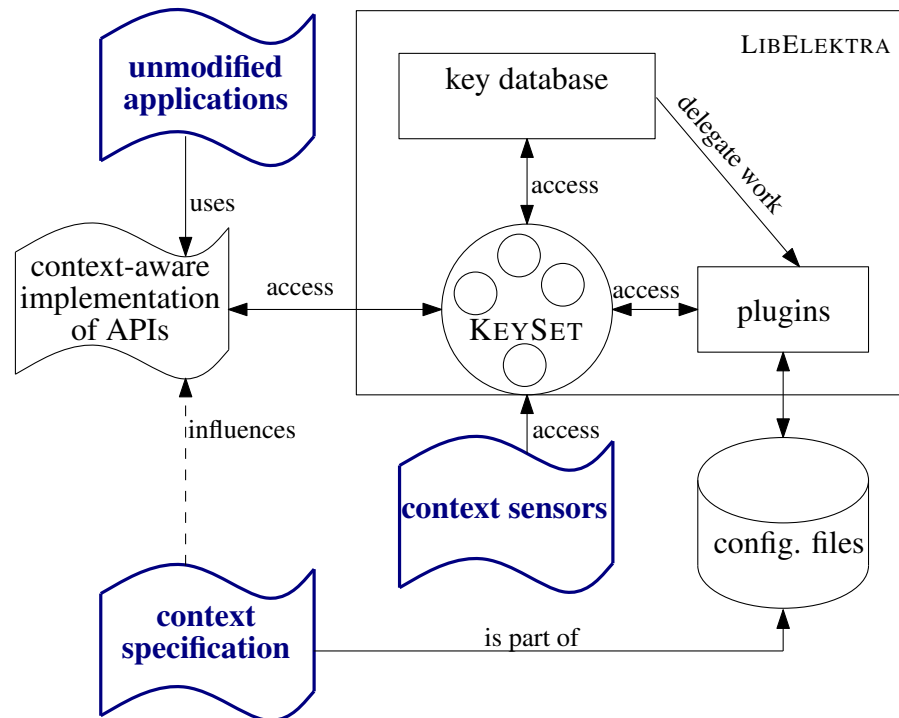 unmodified
applications
LIBELEKTRA
key database
delegate work
access
uses
context-aware
implementation
of APIs
access
KEYSET
access
plugins
influences
access
context sensors
config. files
context
specification
is part of